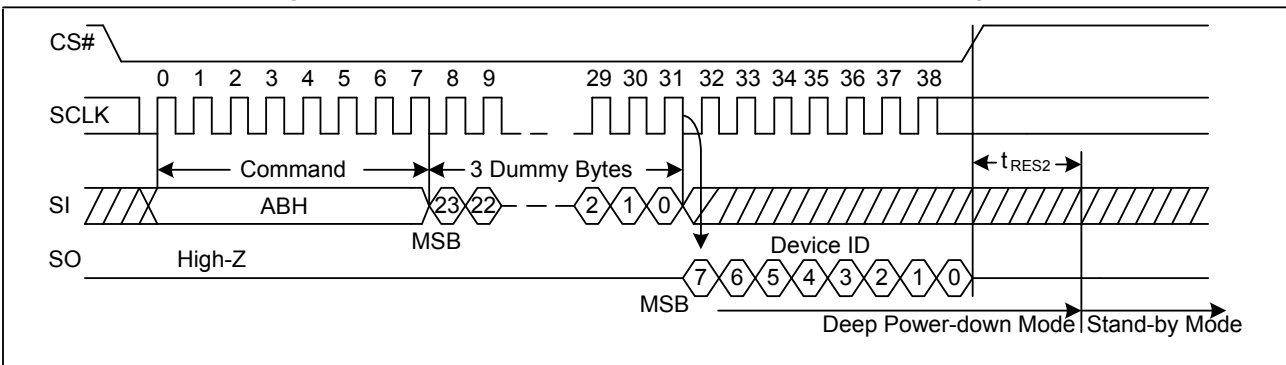 CS#
0 1 2 3 4 5 6 7 8 9 29 30 31 32 33 34 35 36 37 38
SCLK
Command 3 Dummy Bytes tRES2
SI ABH 23 22 2 1 0
MSB Device ID
SO High-Z 7 6 5 4 3 2 1 0
MSB
Deep Power-down Mode Stand-by Mode